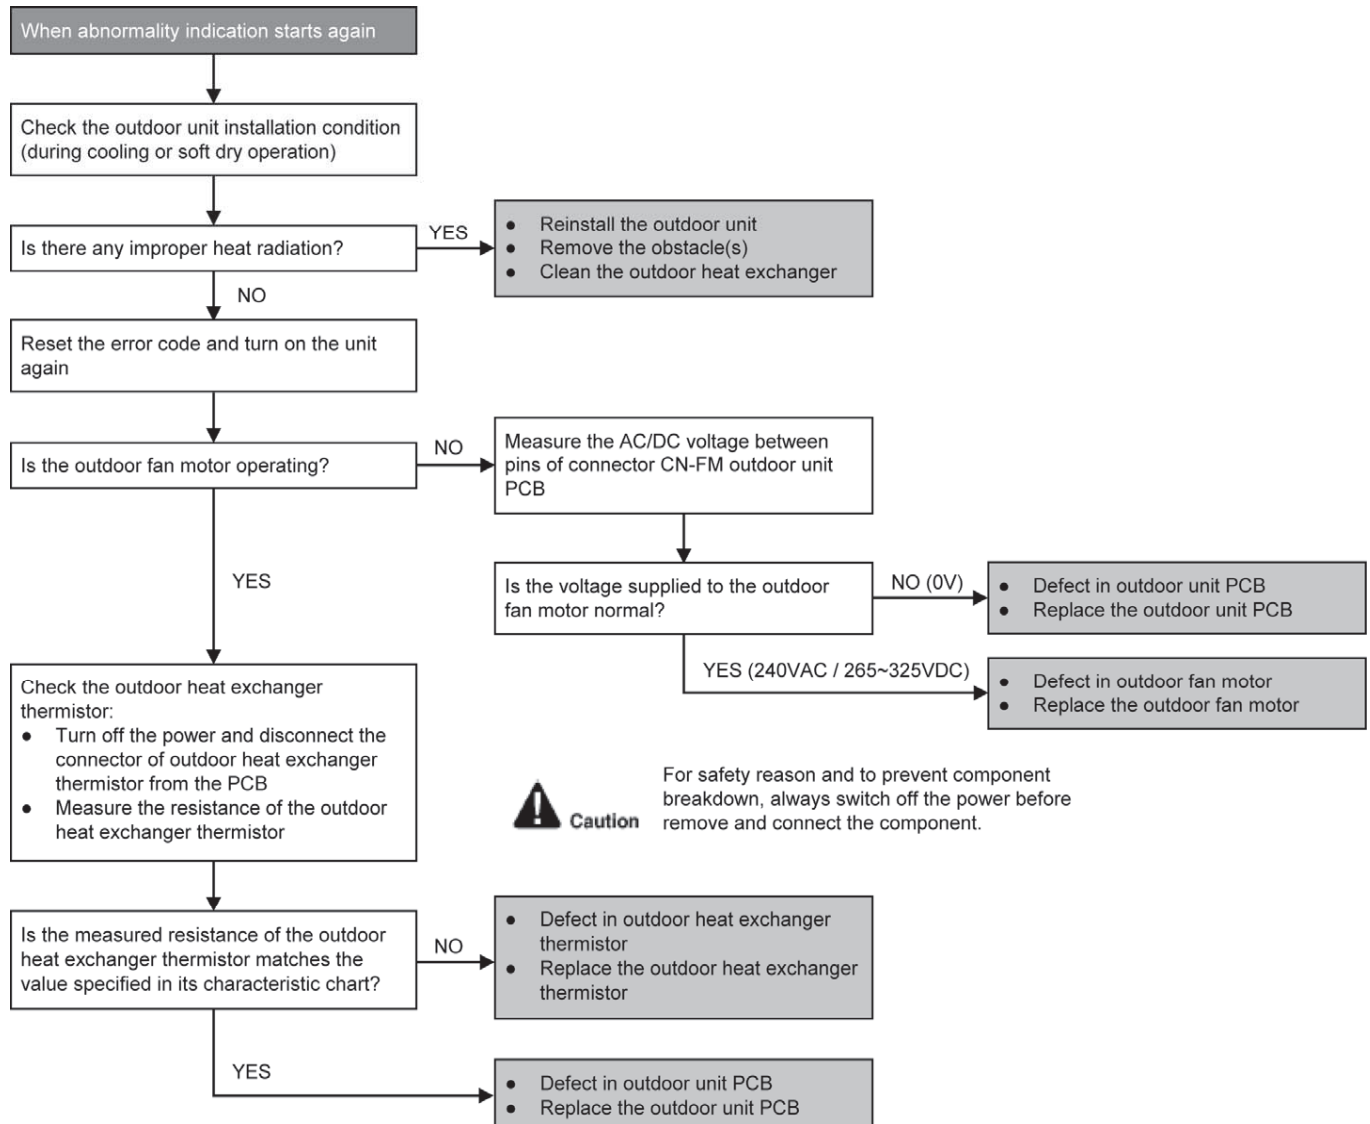 When abnormality indication starts again
Check the outdoor unit installation condition
(during cooling or soft dry operation)
Is there any improper heat radiation?
YES
● Reinstall the outdoor unit
● Remove the obstacle(s)
● Clean the outdoor heat exchanger
NO
Reset the error code and turn on the unit
again
Is the outdoor fan motor operating?
NO
Measure the AC/DC voltage between
pins of connector CN-FM outdoor unit
PCB
YES
Is the voltage supplied to the outdoor
fan motor normal?
NO (0V)
● Defect in outdoor unit PCB
● Replace the outdoor unit PCB
YES (240VAC / 265~325VDC)
● Defect in outdoor fan motor
● Replace the outdoor fan motor
Check the outdoor heat exchanger
thermistor:
● Turn off the power and disconnect the
connector of outdoor heat exchanger
thermistor from the PCB
● Measure the resistance of the outdoor
heat exchanger thermistor
Caution
For safety reason and to prevent component
breakdown, always switch off the power before
remove and connect the component.
Is the measured resistance of the outdoor
heat exchanger thermistor matches the
value specified in its characteristic chart?
NO
● Defect in outdoor heat exchanger
thermistor
● Replace the outdoor heat exchanger
thermistor
YES
● Defect in outdoor unit PCB
● Replace the outdoor unit PCB